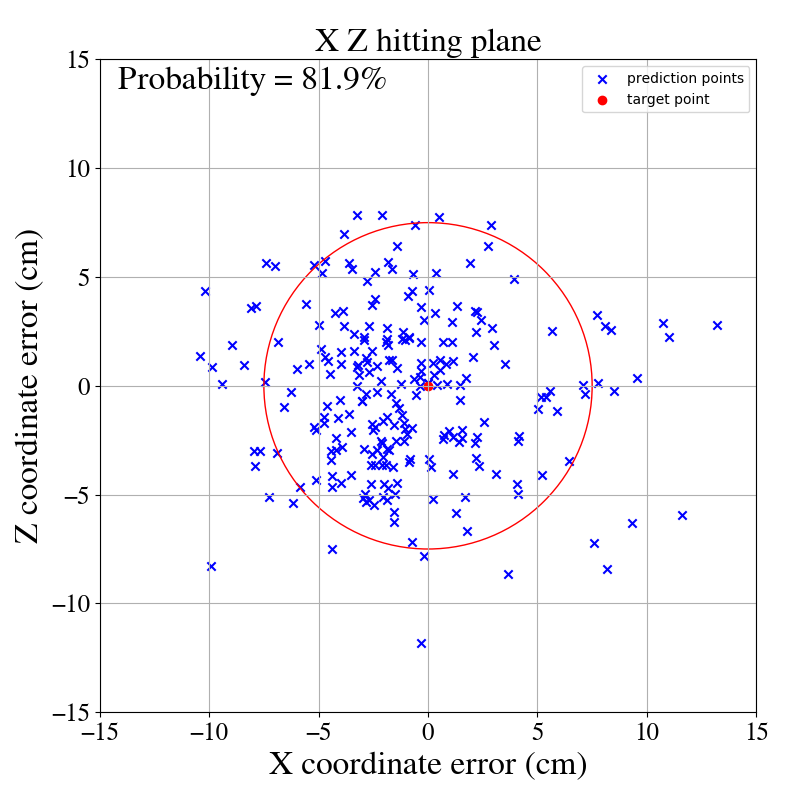 X Z hitting plane
Probability = 81.9%
prediction points
target point
15
10
5
0
−5
−10
−15
Z coordinate error (cm)
−15 −10 −5 0 5 10 15
X coordinate error (cm)